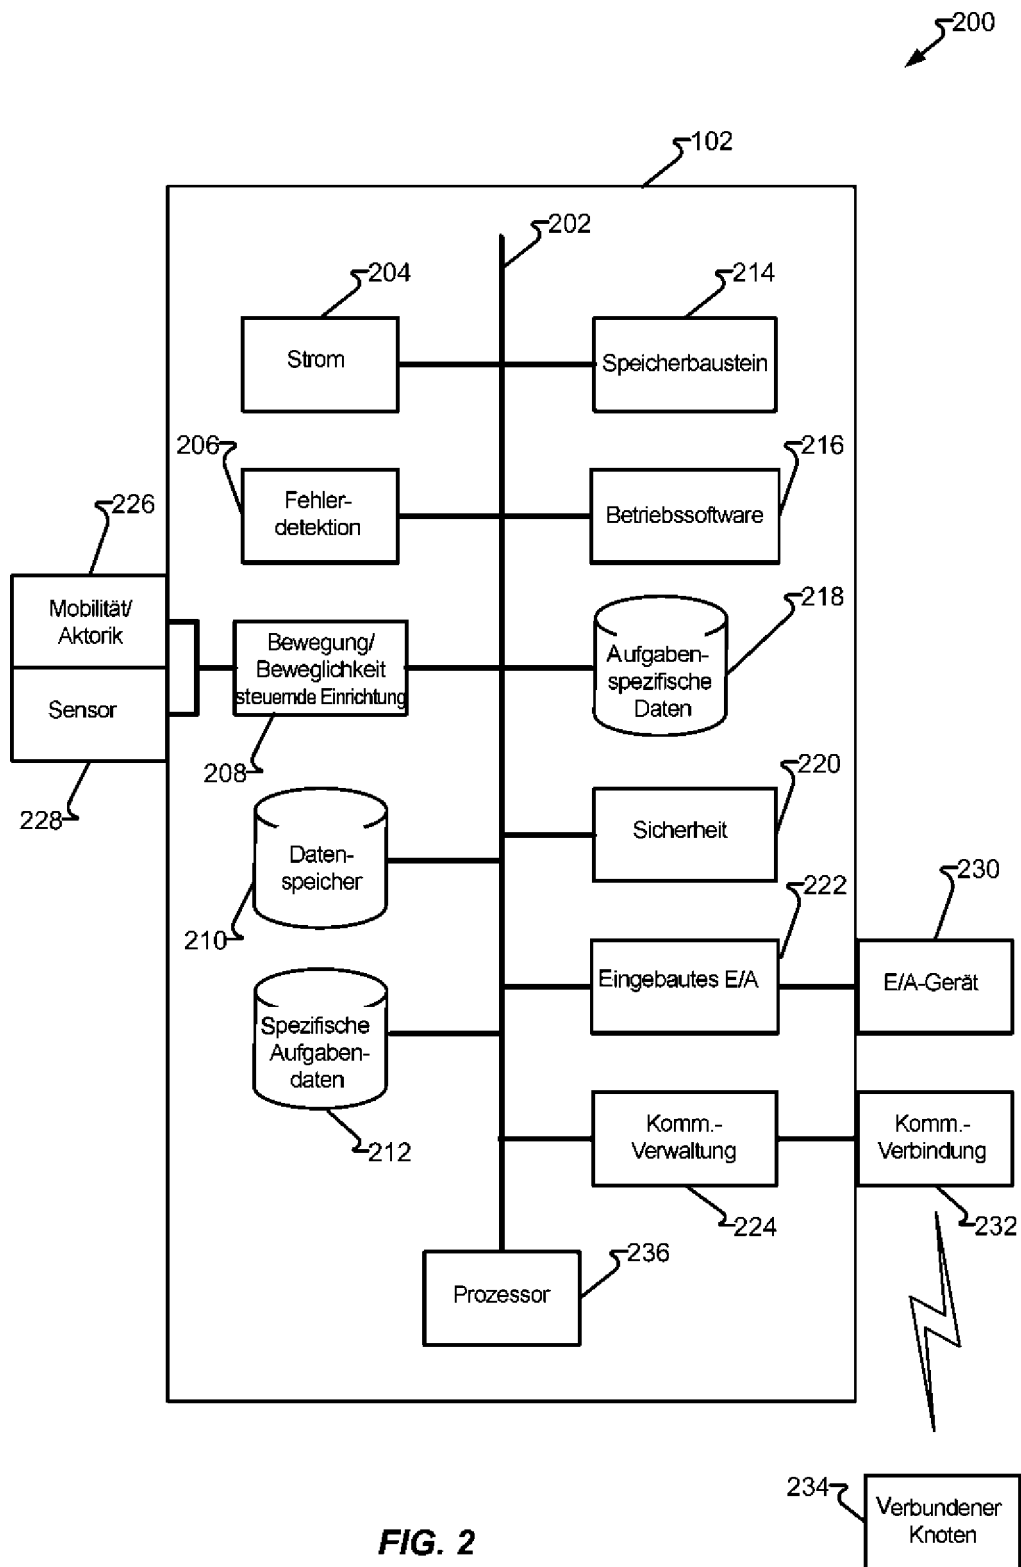 200
102
202
204
214
Strom
Speicherbaustein
206
216
Fehler-
detektion
Betriebssoftware
226
218
Mobilität/
Aktorik
Sensor
Bewegung/
Beweglichkeit
steuernde Einrichtung
Aufgaben-
spezifische
Daten
208
228
220
Sicherheit
Daten-
speicher
210
222
230
Eingebautes E/A
E/A-Gerät
Spezifische
Aufgaben-
daten
212
Komm.-
Verwaltung
Komm.-
Verbindung
224
232
236
Prozessor
234
Verbundener
Knoten
FIG. 2